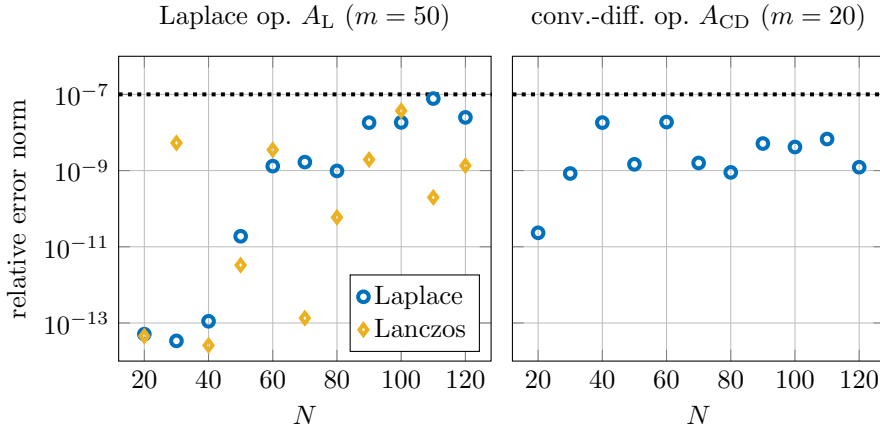 Laplace op. A_L (m = 50)
conv.-diff. op. A_CD (m = 20)
relative error norm
10^−7
10^−9
10^−11
10^−13
Laplace
Lanczos
20 40 60 80 100 120
20 40 60 80 100 120
N
N